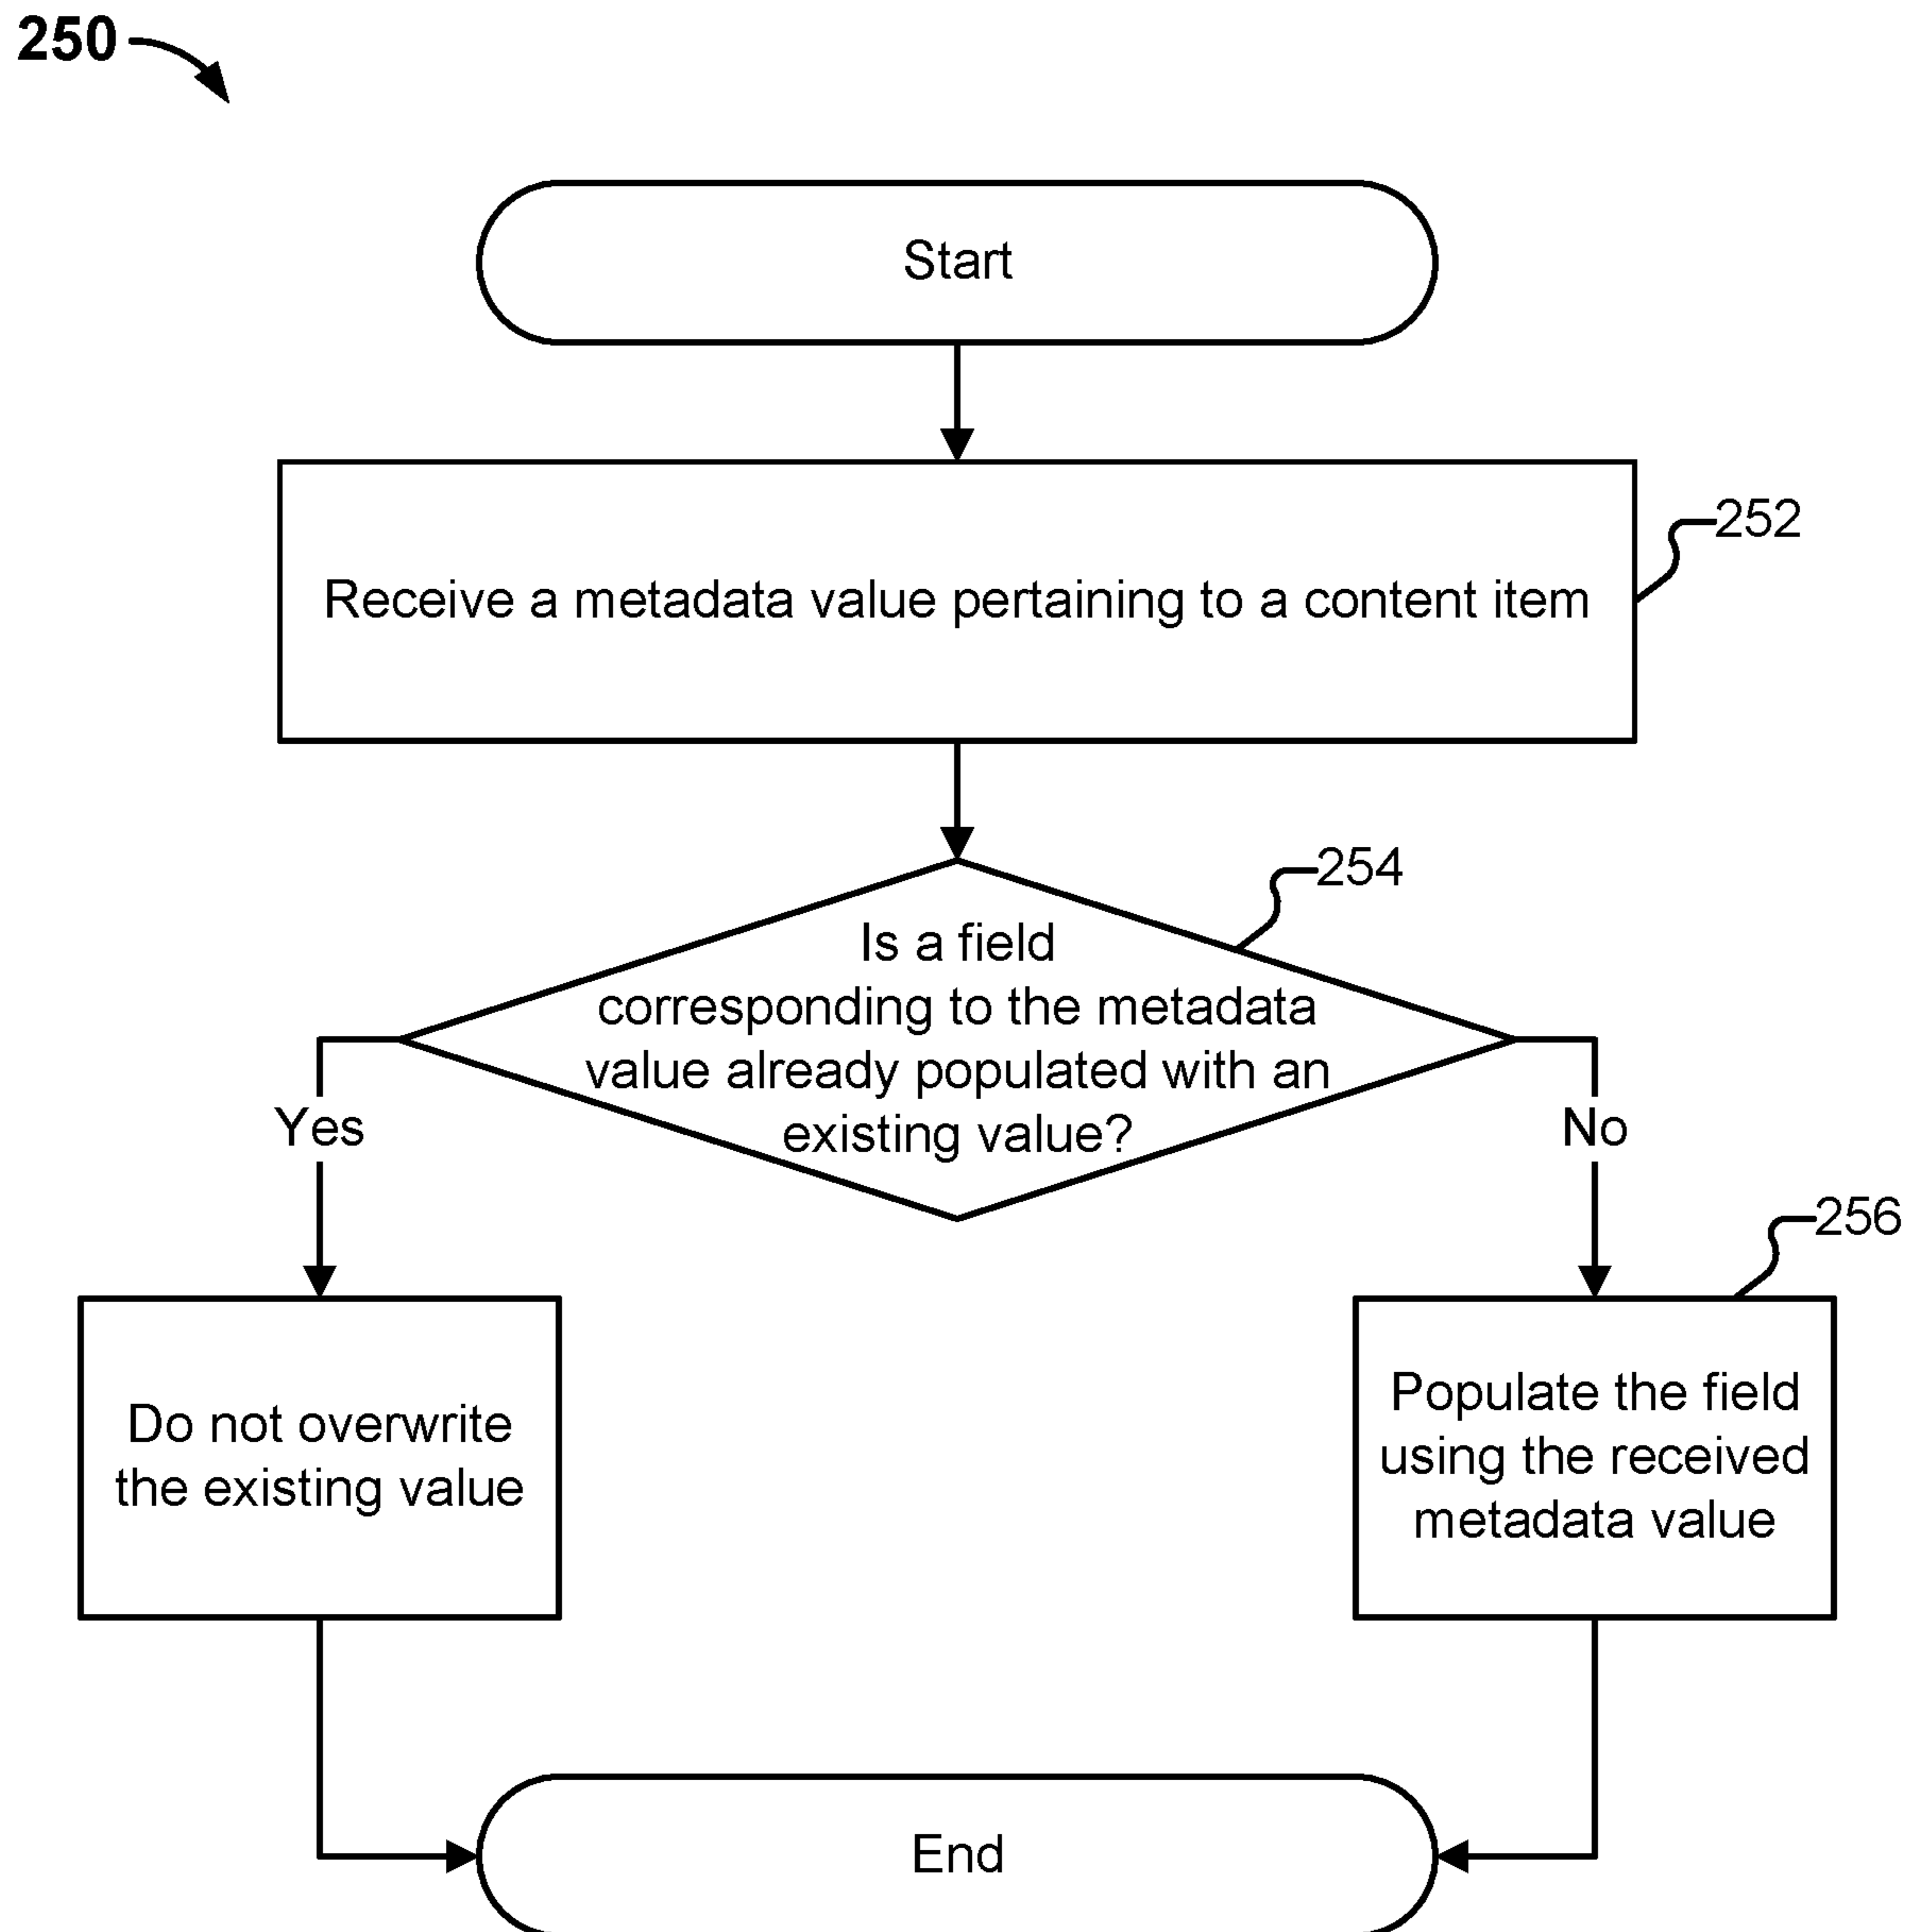 250
Start
Receive a metadata value pertaining to a content item
252
254
Is a field
corresponding to the metadata
value already populated with an
existing value?
Yes
No
256
Do not overwrite
the existing value
Populate the field
using the received
metadata value
End